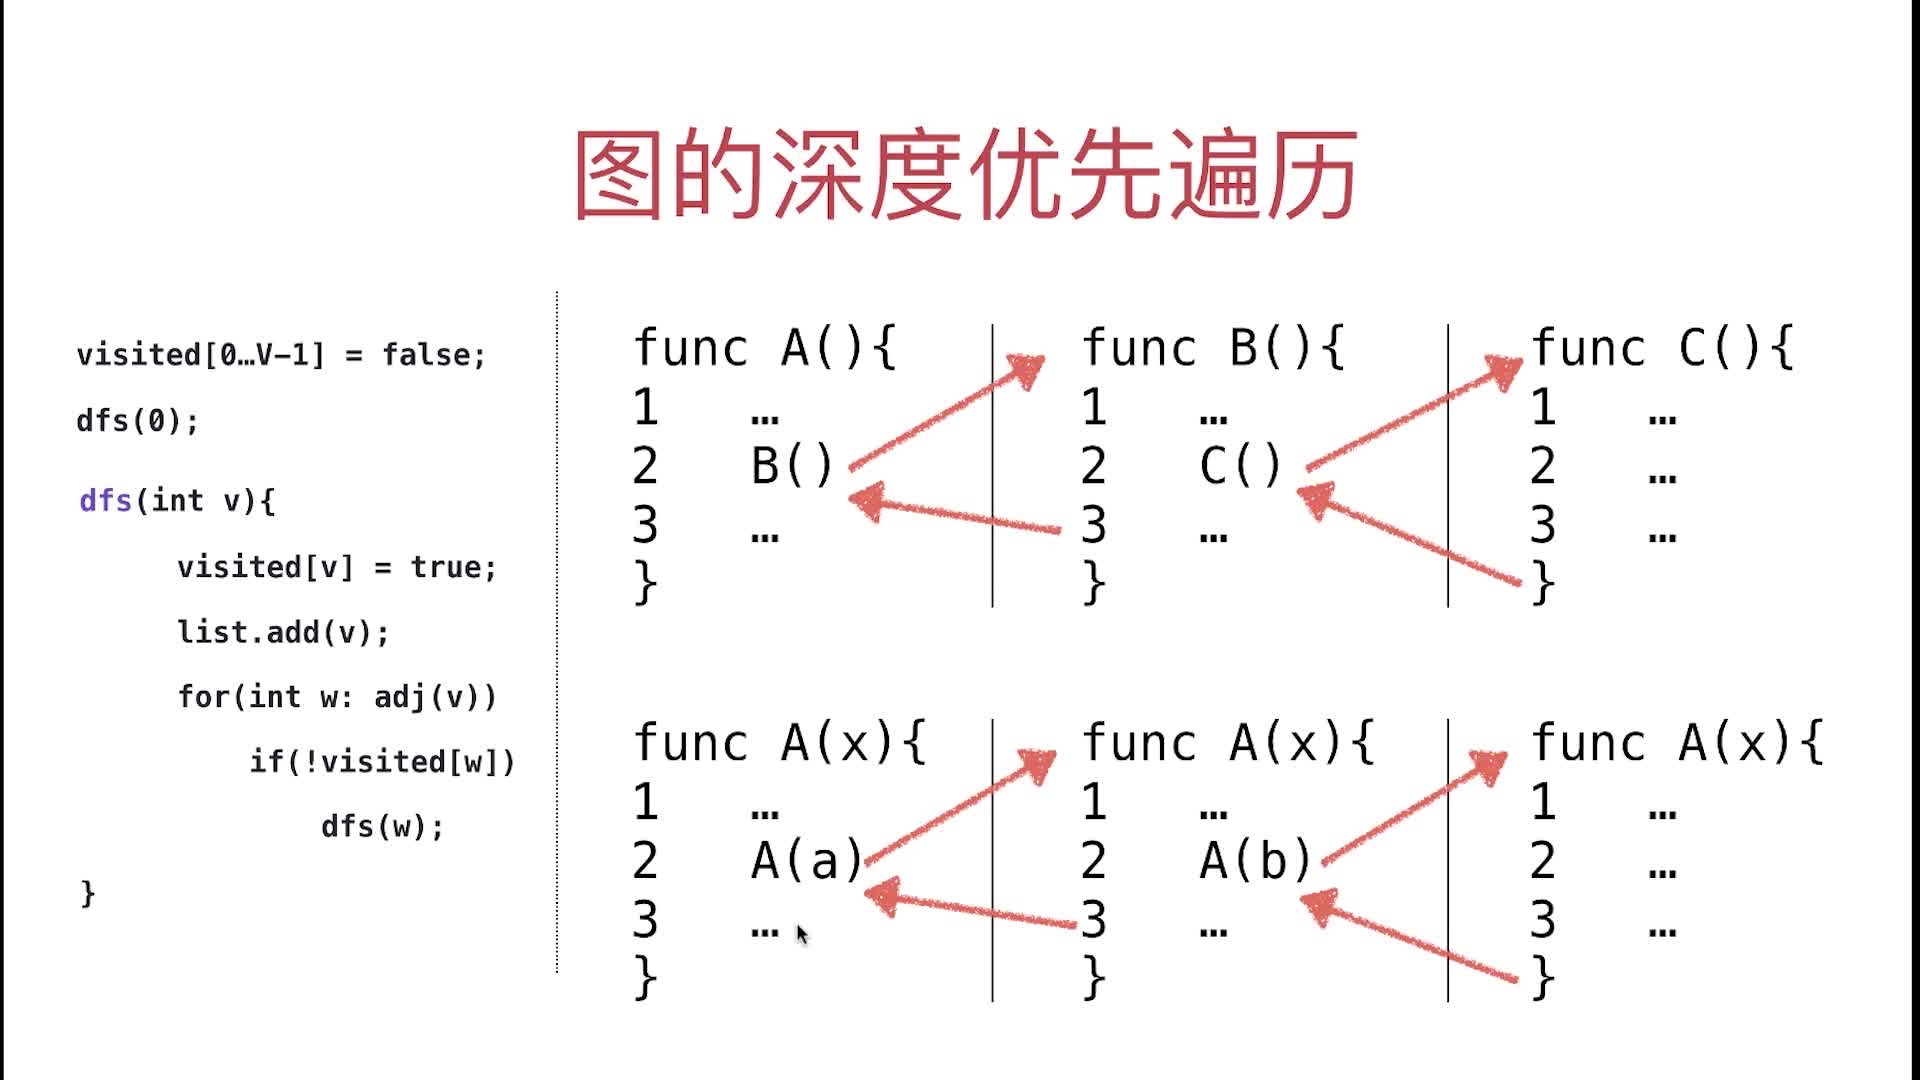 图的深度优先遍历
visited[0…V-1] = false;
dfs(0);
dfs(int v){
visited[v] = true;
list.add(v);
for(int w: adj(v))
if(!visited[w])
dfs(w);
}
func A(){
1 …
2 B()
3 …
}
func B(){
1 …
2 C()
3 …
}
func C(){
1 …
2 …
3 …
}
func A(x){
1 …
2 A(a)
3 …
}
func A(x){
1 …
2 A(b)
3 …
}
func A(x){
1 …
2 …
3 …
}